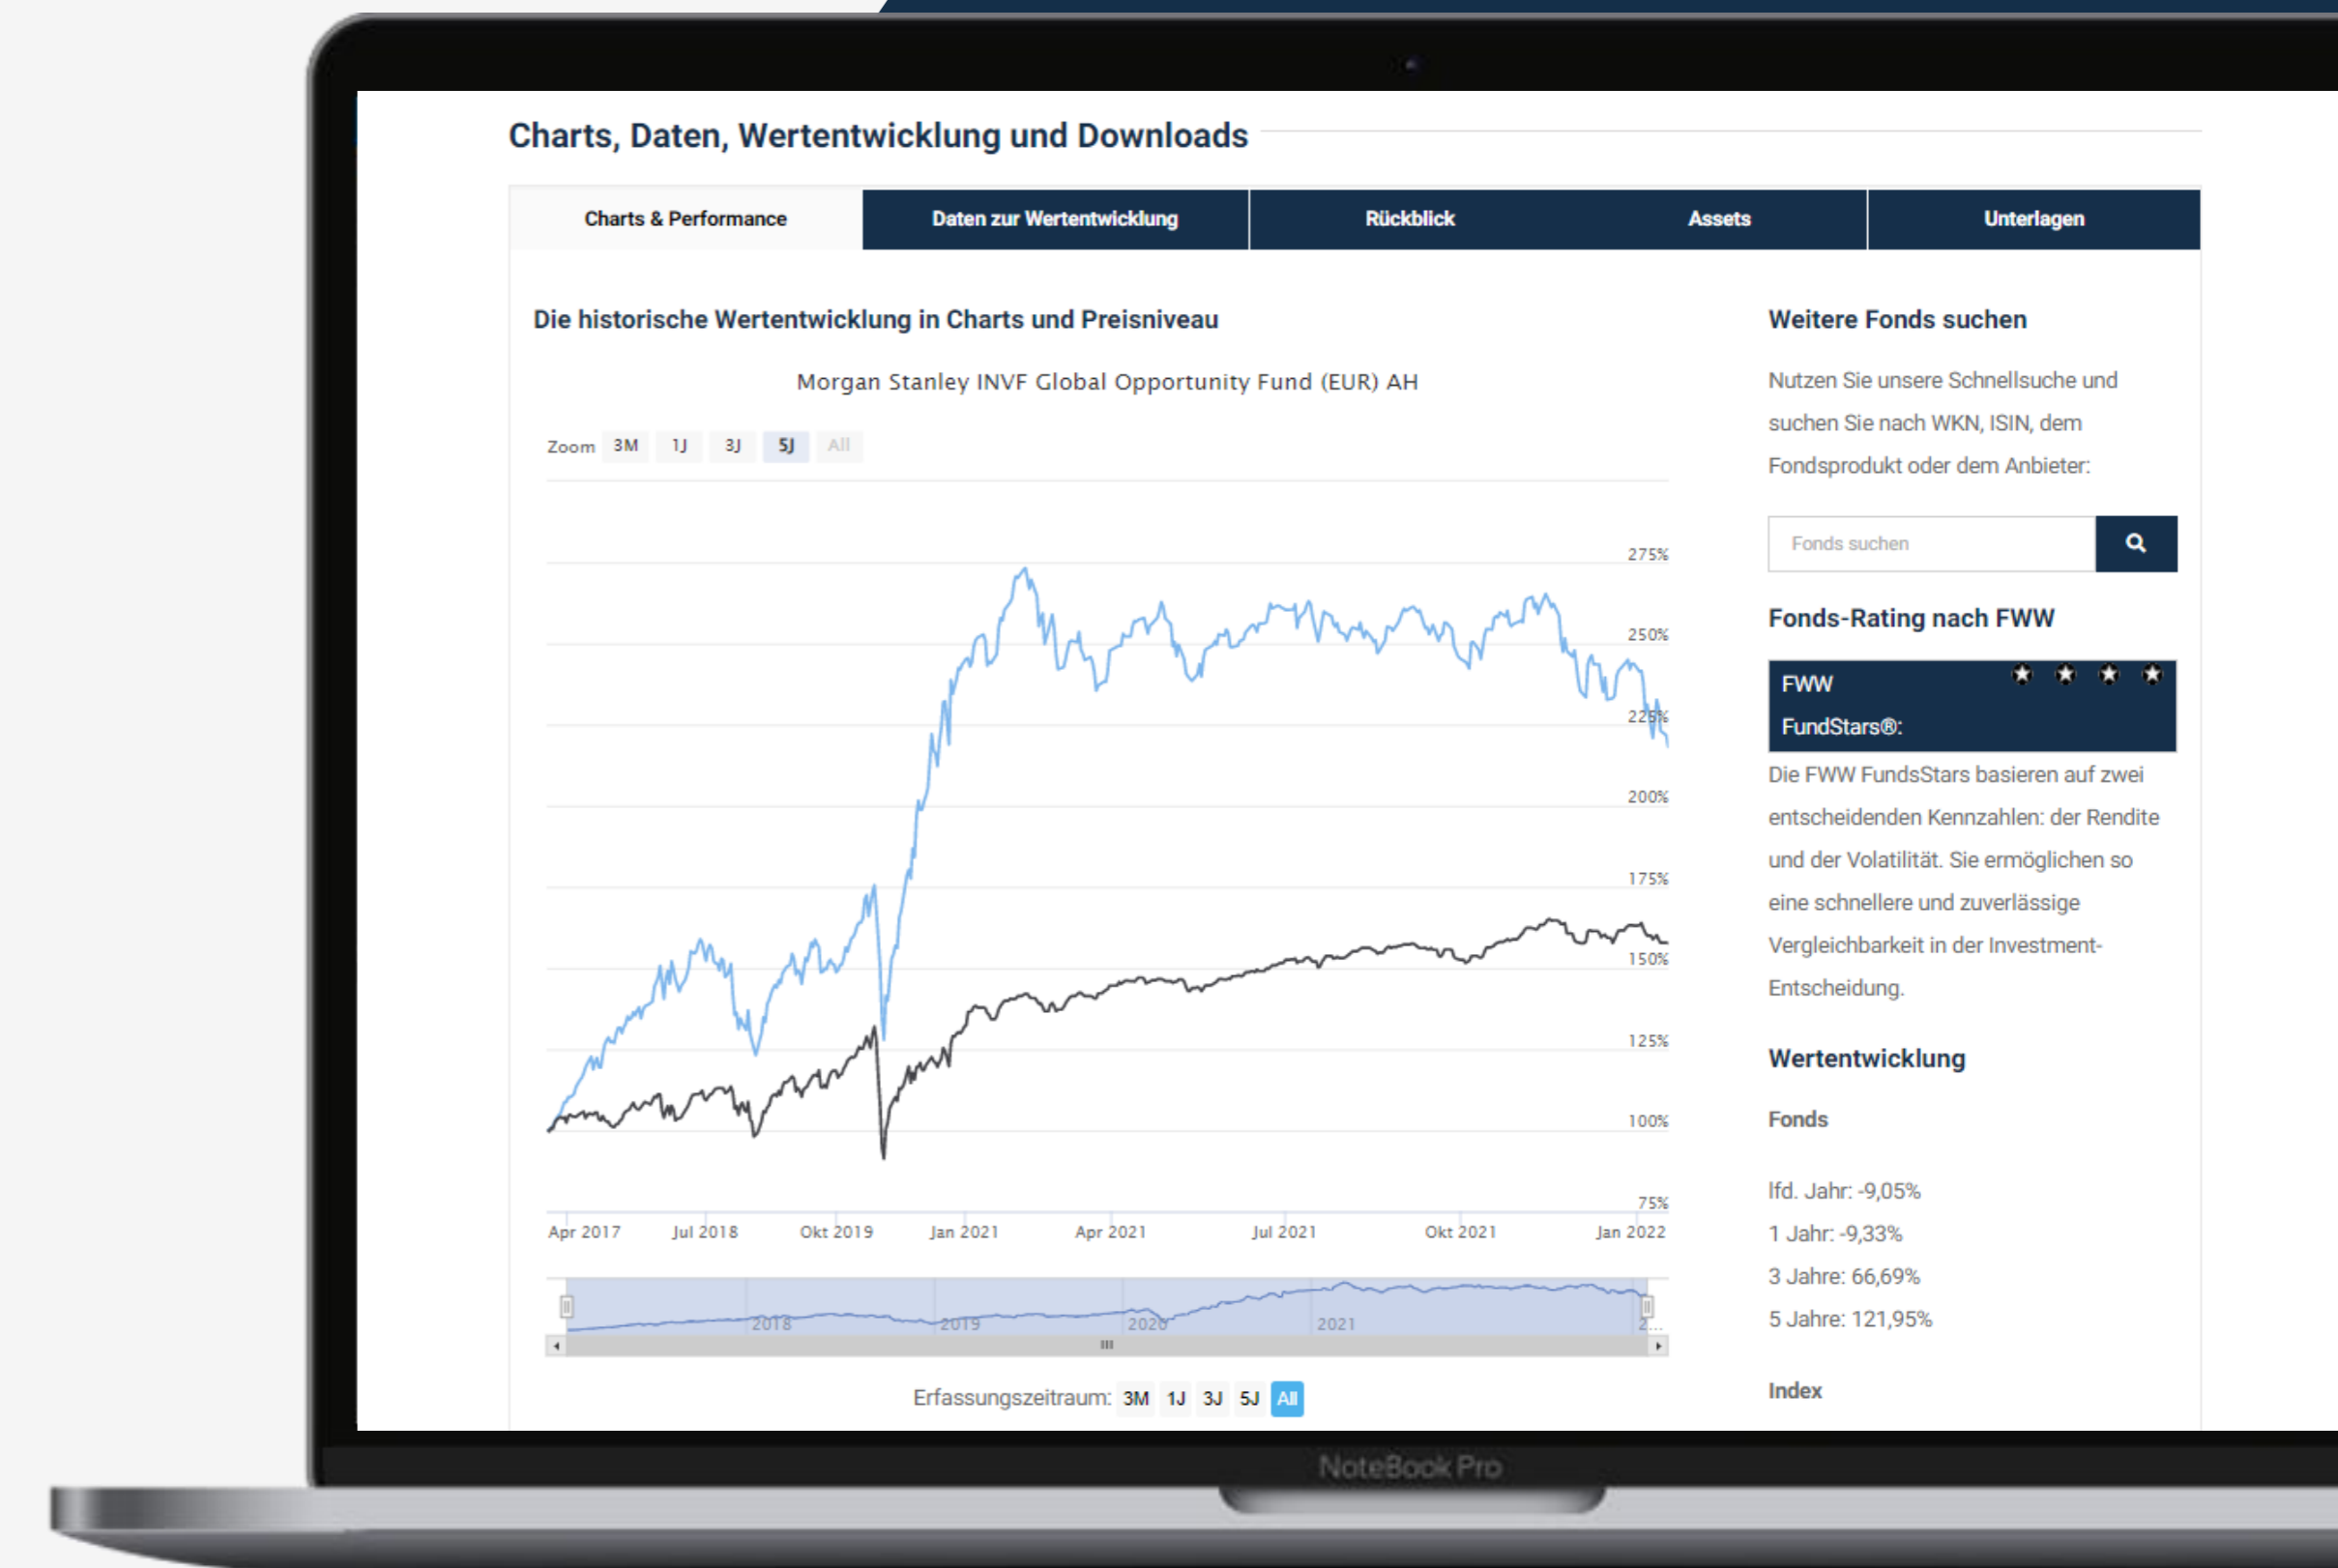 Charts, Daten, Wertentwicklung und Downloads
Charts & Performance
Daten zur Wertentwicklung
Rückblick
Assets
Unterlagen
Die historische Wertentwicklung in Charts und Preisniveau
Morgan Stanley INVF Global Opportunity Fund (EUR) AH
Zoom 3M 1J 3J 5J All
275%
250%
225%
200%
175%
150%
125%
100%
75%
Apr 2017 Jul 2018 Okt 2019 Jan 2021 Apr 2021 Jul 2021 Okt 2021 Jan 2022
2018 2019 2020 2021 2...
Erfassungszeitraum: 3M 1J 3J 5J All
Weitere Fonds suchen
Nutzen Sie unsere Schnellsuche und
suchen Sie nach WKN, ISIN, dem
Fondsprodukt oder dem Anbieter:
Fonds suchen
Fonds-Rating nach FWW
FWW
FundStars®:
Die FWW FundsStars basieren auf zwei
entscheidenden Kennzahlen: der Rendite
und der Volatilität. Sie ermöglichen so
eine schnellere und zuverlässige
Vergleichbarkeit in der Investment-
Entscheidung.
Wertentwicklung
Fonds
lfd. Jahr: -9,05%
1 Jahr: -9,33%
3 Jahre: 66,69%
5 Jahre: 121,95%
Index
NoteBook Pro